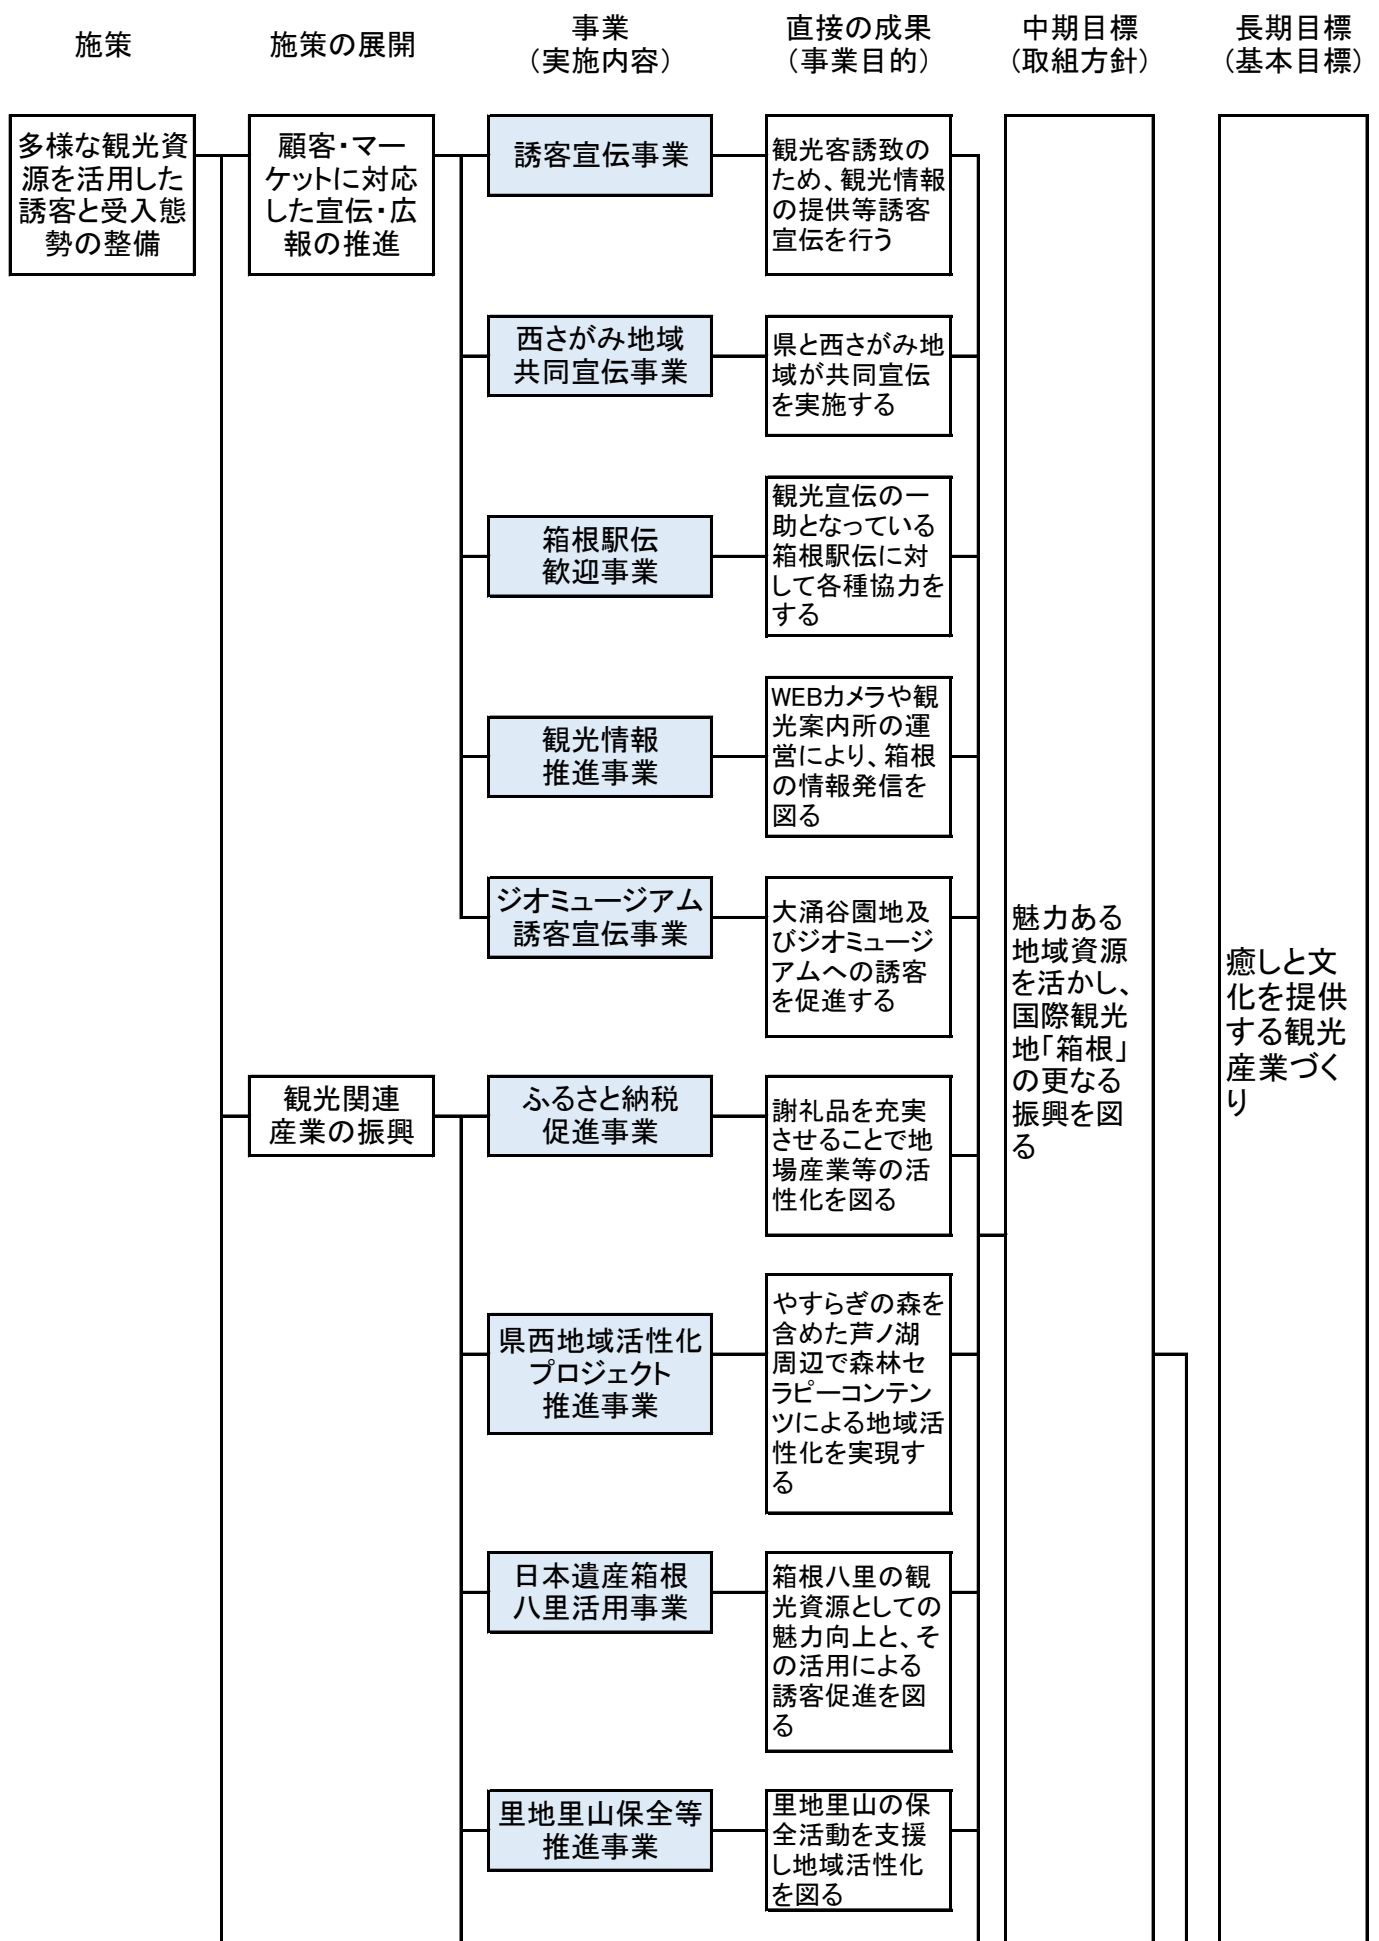 施策
施策の展開
事業
（実施内容）
直接の成果
（事業目的）
中期目標
（取組方針）
長期目標
（基本目標）
多様な観光資
源を活用した
誘客と受入態
勢の整備
顧客・マー
ケットに対応
した宣伝・広
報の推進
誘客宣伝事業
観光客誘致の
ため、観光情報
の提供等誘客
宣伝を行う
西さがみ地域
共同宣伝事業
県と西さがみ地
域が共同宣伝
を実施する
箱根駅伝
歓迎事業
観光宣伝の一
助となっている
箱根駅伝に対
して各種協力を
する
観光情報
推進事業
WEBカメラや観
光案内所の運
営により、箱根
の情報発信を
図る
ジオミュージアム
誘客宣伝事業
大涌谷園地及
びジオミュージ
アムへの誘客
を促進する
観光関連
産業の振興
ふるさと納税
促進事業
謝礼品を充実
させることで地
場産業等の活
性化を図る
県西地域活性化
プロジェクト
推進事業
やすらぎの森を
含めた芦ノ湖
周辺で森林セ
ラピーコンテン
ツによる地域活
性化を実現す
る
日本遺産箱根
八里活用事業
箱根八里の観
光資源としての
魅力向上と、そ
の活用による
誘客促進を図
る
里地里山保全等
推進事業
里地里山の保
全活動を支援
し地域活性化
を図る
魅力ある
地域資源
を活かし、
国際観光
地「箱根」
の更なる
振興を図
る
癒しと文
化を提供
する観光
産業づく
り